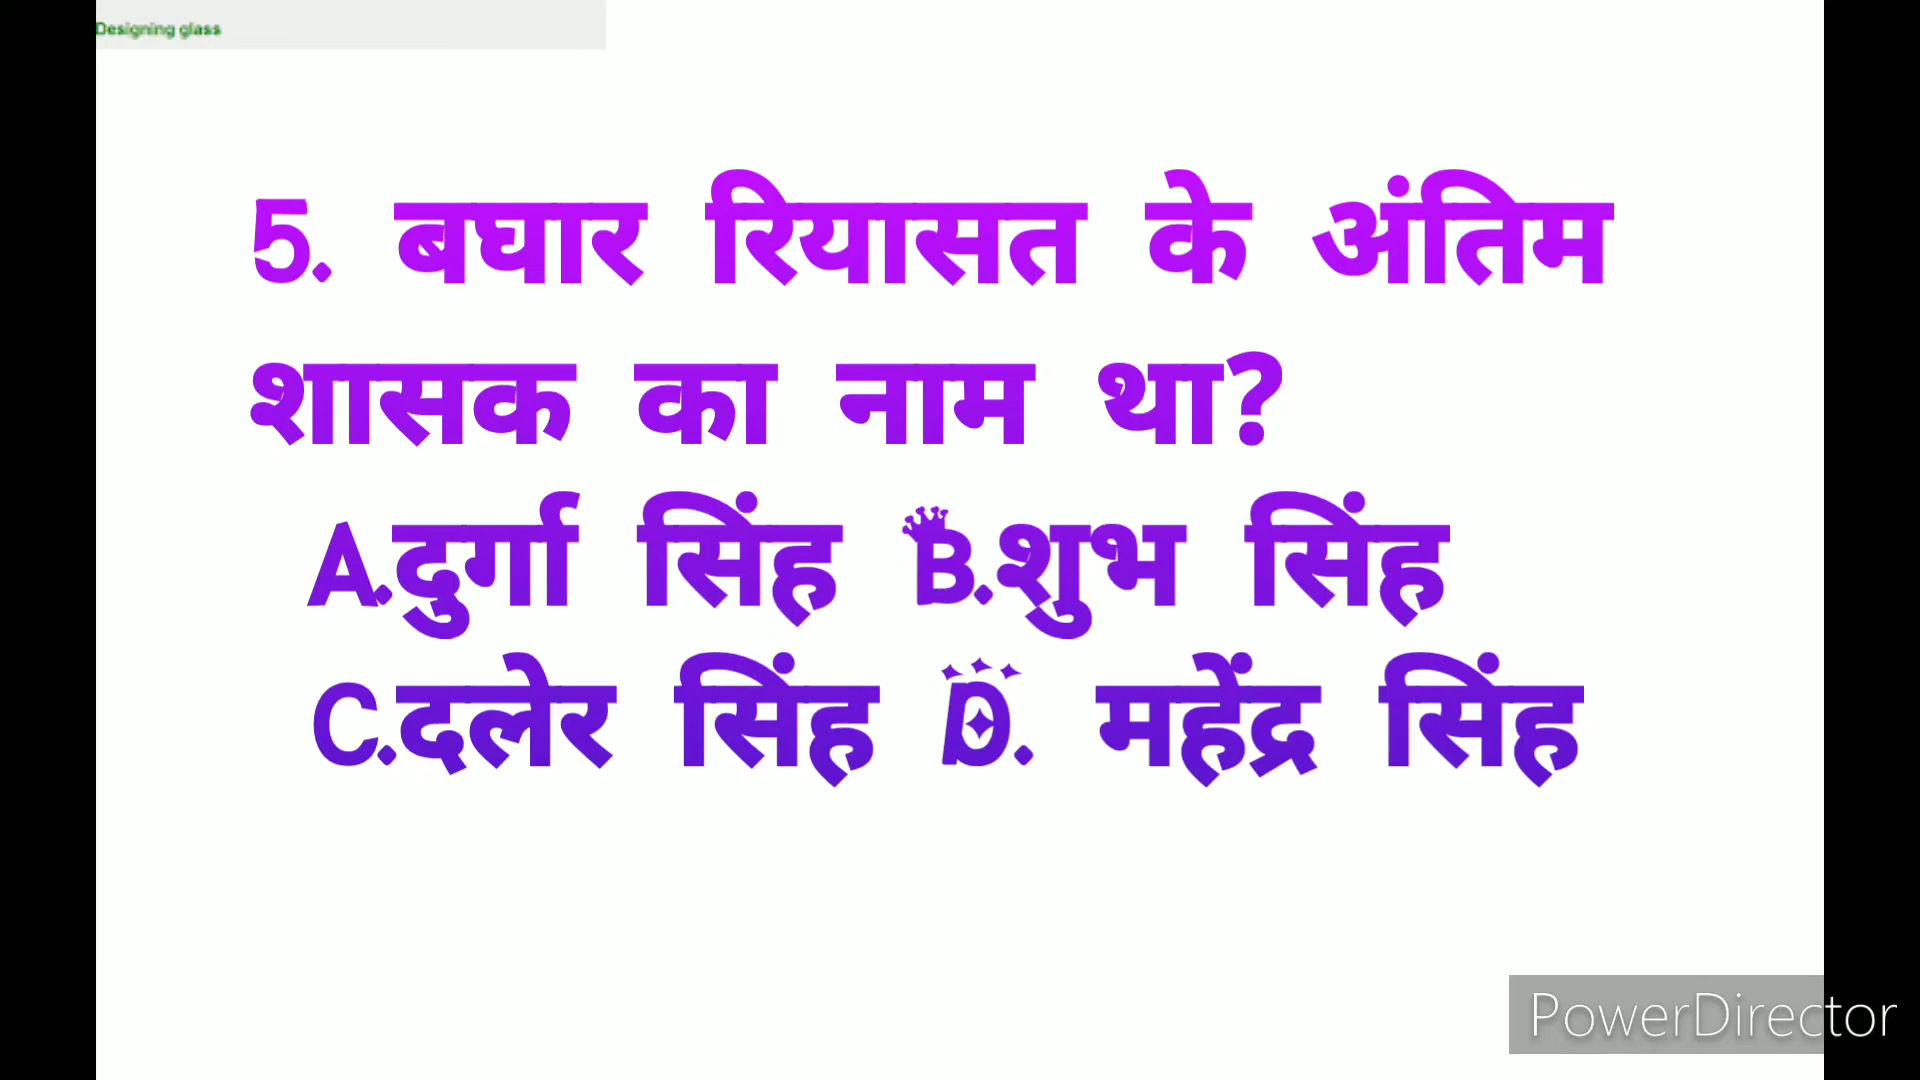 Designing glass
5. बघार रियासत के अंतिम
शासक का नाम था?
A.दुर्गा सिंह B.शुभ सिंह
C.दलेर सिंह D. महेंद्र सिंह
PowerDirector